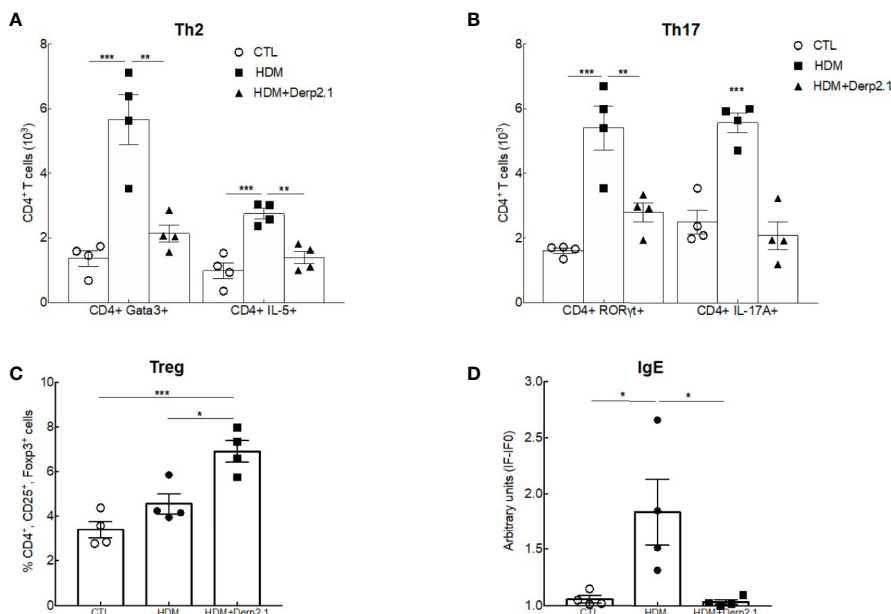 A
Th2
CTL
HDM
HDM+Derp2.1
CD4+ T cells (10³)
8
6
4
2
0
***
**
***
**
CD4+ Gata3+
CD4+ IL-5+
B
Th17
CTL
HDM
HDM+Derp2.1
CD4+ T cells (10³)
8
6
4
2
0
***
**
***
CD4+ RORγt+
CD4+ IL-17A+
C
Treg
% CD4⁺, CD25⁺, Foxp3⁺ cells
10
8
6
4
2
0
***
*
CTL
HDM
HDM+Derp2.1
D
IgE
Arbitrary units (IF-IF0)
3.0
2.5
2.0
1.5
1.0
*
*
CTL
HDM
HDM+Derp2.1